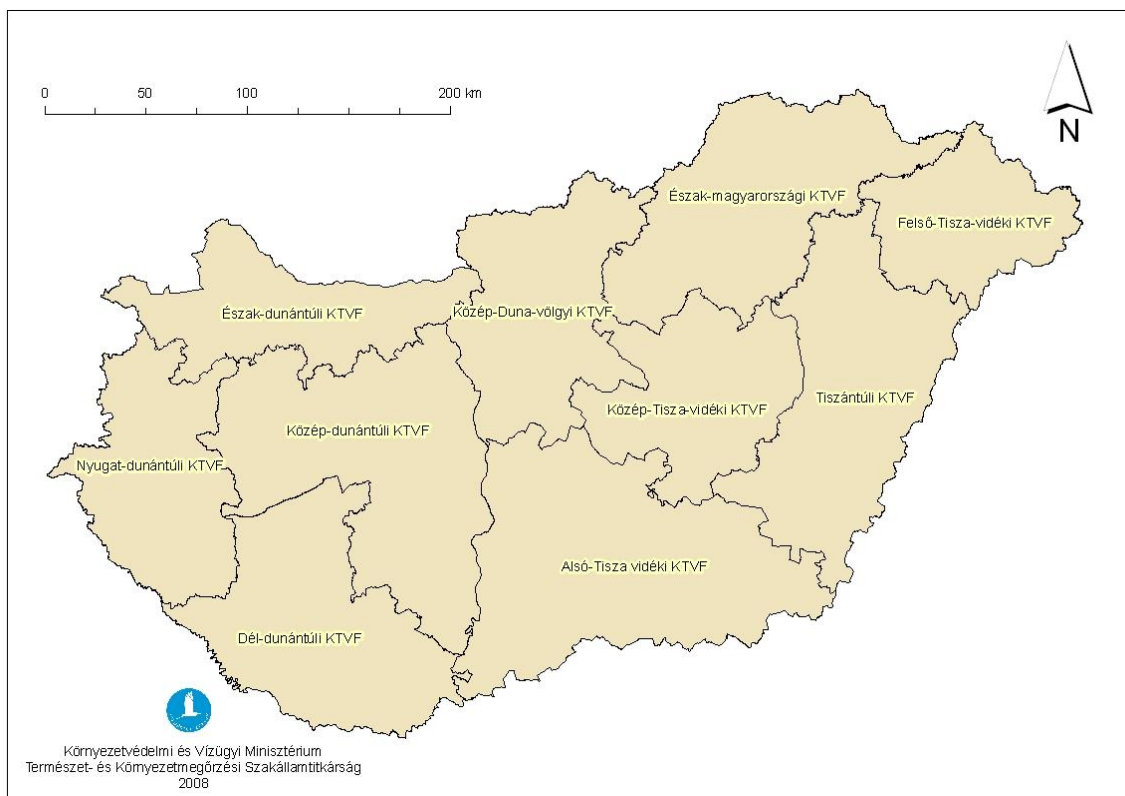 0 50 100 200 km
N
Észak-magyarországi KTVF
Felső-Tisza-vidéki KTVF
Észak-dunántúli KTVF
Közép-Duna-völgyi KTVF
Tiszántúli KTVF
Közép-Tisza-vidéki KTVF
Közép-dunántúli KTVF
Nyugat-dunántúli KTVF
Alsó-Tisza vidéki KTVF
Dél-dunántúli KTVF
Környezetvédelmi és Vízügyi Minisztérium
Természet- és Környezetmegőrzési Szakállamtitkárság
2008